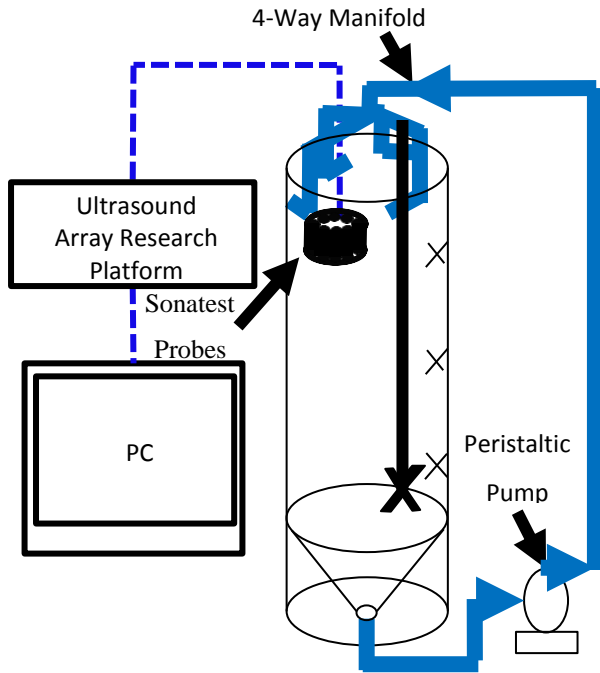 4-Way Manifold
Ultrasound
Array Research
Platform
Sonatest
Probes
PC
Peristaltic
Pump